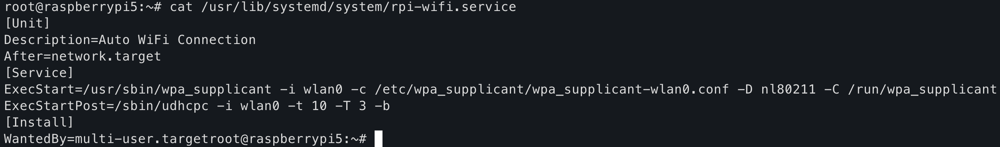 root@raspberrypi5:~# cat /usr/lib/systemd/system/rpi-wifi.service
[Unit]
Description=Auto WiFi Connection
After=network.target
[Service]
ExecStart=/usr/sbin/wpa_supplicant -i wlan0 -c /etc/wpa_supplicant/wpa_supplicant-wlan0.conf -D nl80211 -C /run/wpa_supplicant
ExecStartPost=/sbin/udhcpc -i wlan0 -t 10 -T 3 -b
[Install]
WantedBy=multi-user.targetroot@raspberrypi5:~#